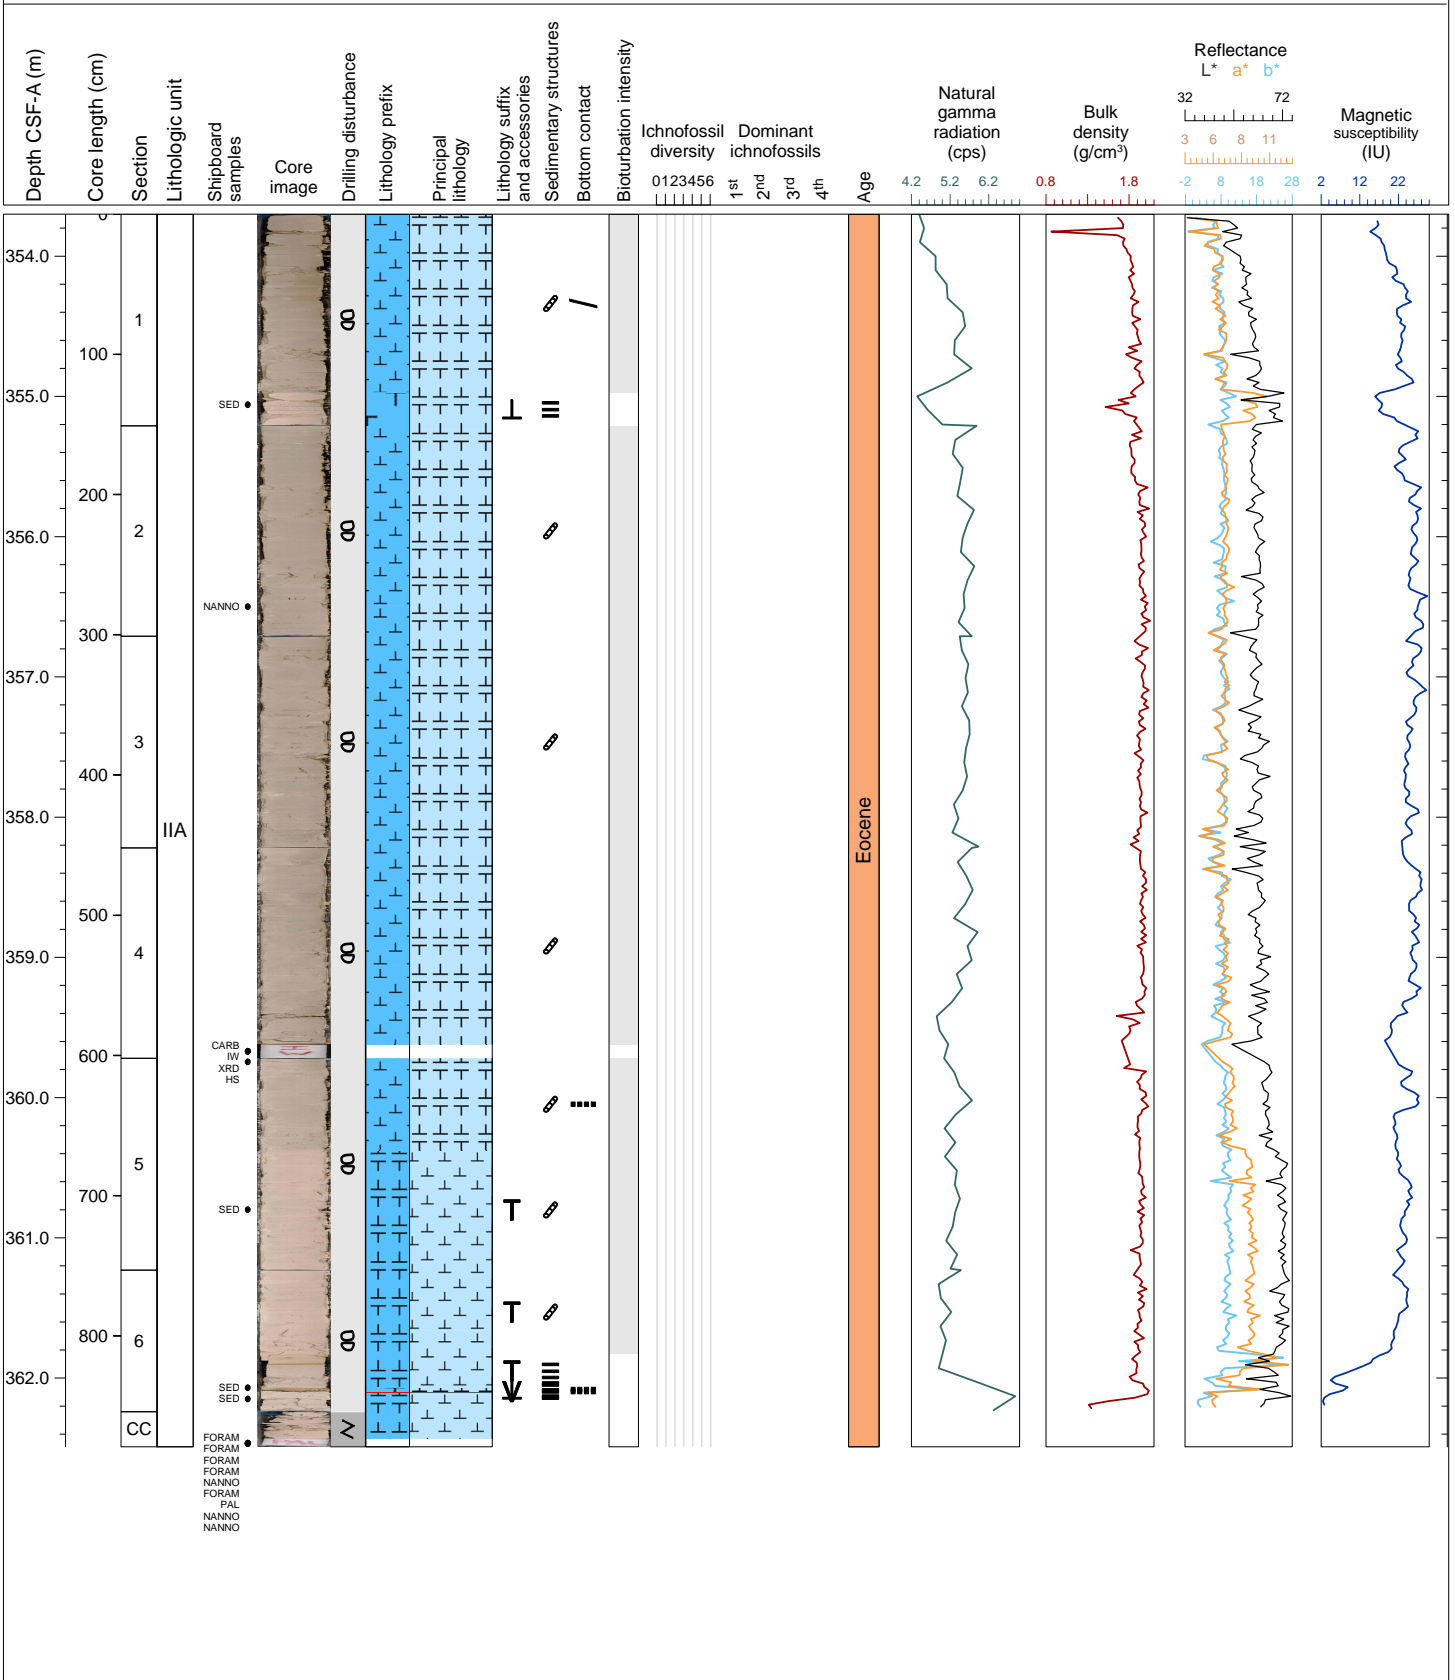 Depth CSF-A (m)
Core length (cm)
Section
Lithologic unit
Shipboard
samples
Core
image
Drilling disturbance
Lithology prefix
Principal
lithology
Lithology suffix
and accessories
Sedimentary structures
Bottom contact
Bioturbation intensity
Ichnofossil
diversity
0123456
Dominant
ichnofossils
1st
2nd
3rd
4th
Age
Natural
gamma
radiation
(cps)
4.2 5.2 6.2
Bulk
density
(g/cm³)
0.8 1.8
Reflectance
L* a* b*
32 72
3 6 8 11
-2 8 18 28
Magnetic
susceptibility
(IU)
2 12 22
0
354.0
1
100
355.0
SED
200
2
356.0
NANNO
300
357.0
3
400
358.0
IIA
Eocene
500
4
359.0
CARB
IW
600
XRD
HS
360.0
5
700
SED
361.0
6
800
362.0
SED
SED
CC
FORAM
FORAM
FORAM
FORAM
NANNO
FORAM
PAL
NANNO
NANNO